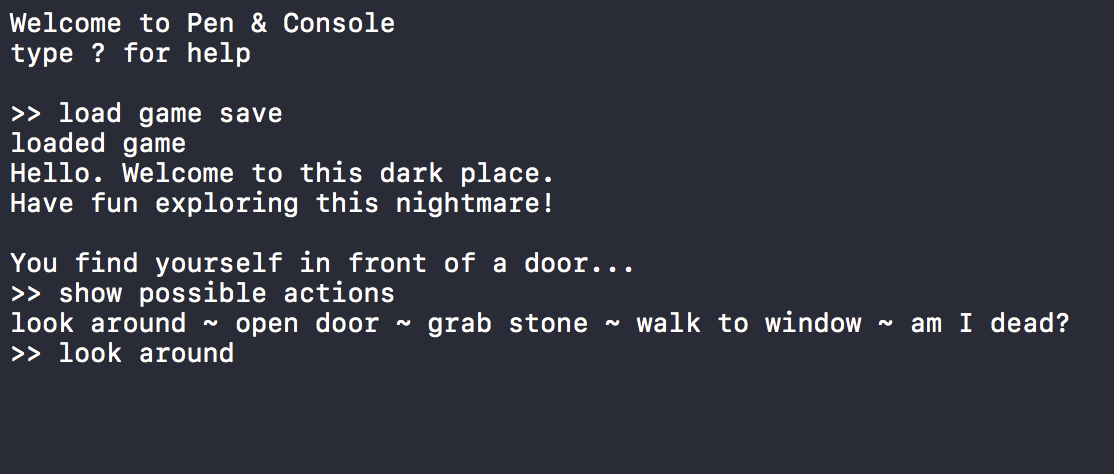 Welcome to Pen & Console
type ? for help
>> load game save
loaded game
Hello. Welcome to this dark place.
Have fun exploring this nightmare!
You find yourself in front of a door...
>> show possible actions
look around ~ open door ~ grab stone ~ walk to window ~ am I dead?
>> look around